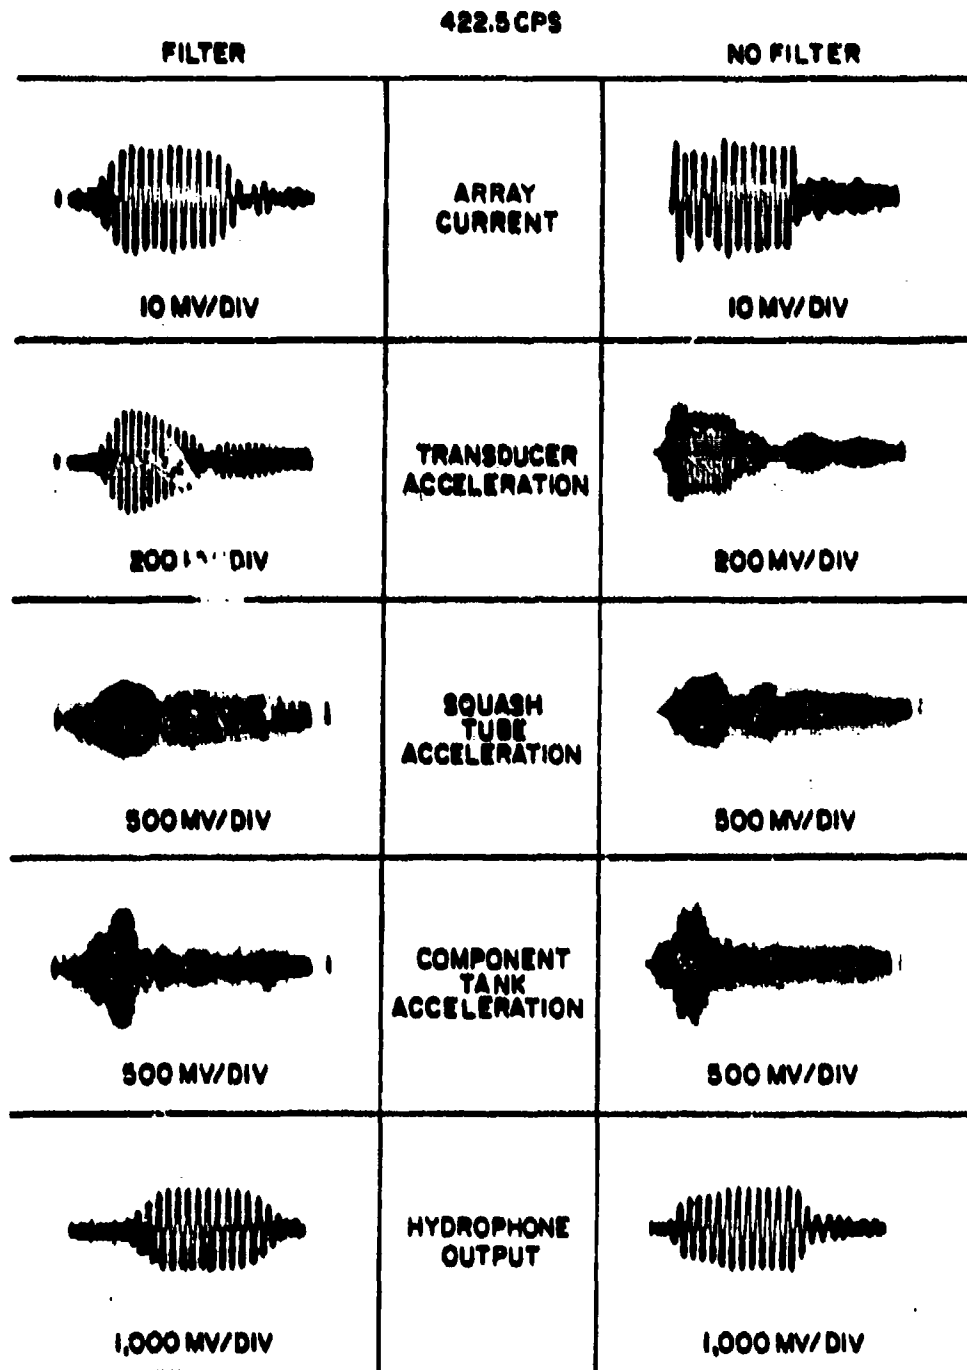 422.5 CPS
FILTER
NO FILTER
ARRAY
CURRENT
10 MV/DIV
10 MV/DIV
TRANSDUCER
ACCELERATION
200 DIV
200 MV/DIV
SQUASH
TUBE
ACCELERATION
500 MV/DIV
500 MV/DIV
COMPONENT
TANK
ACCELERATION
500 MV/DIV
500 MV/DIV
HYDROPHONE
OUTPUT
1,000 MV/DIV
1,000 MV/DIV